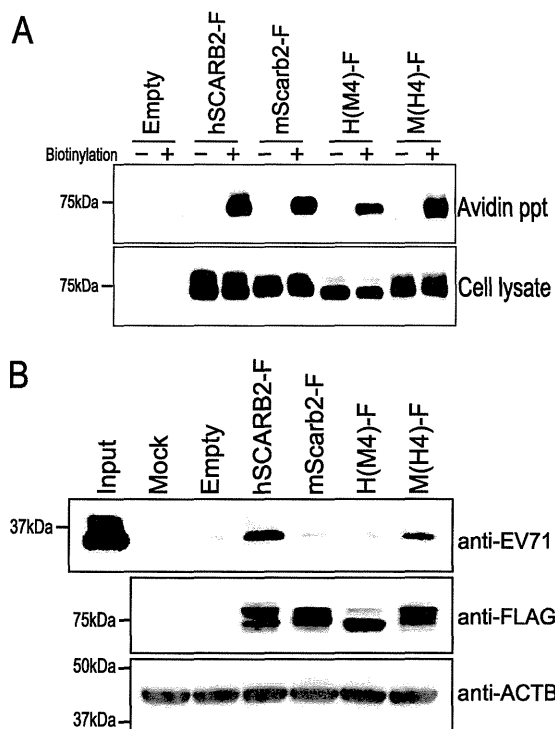 A
Empty
hSCARB2-F
mScarb2-F
H(M4)-F
M(H4)-F
Biotinylation − + − + − + − + − +
75kDa
Avidin ppt
75kDa
Cell lysate
B
Input
Mock
Empty
hSCARB2-F
mScarb2-F
H(M4)-F
M(H4)-F
37kDa
anti-EV71
75kDa
anti-FLAG
50kDa
anti-ACTB
37kDa